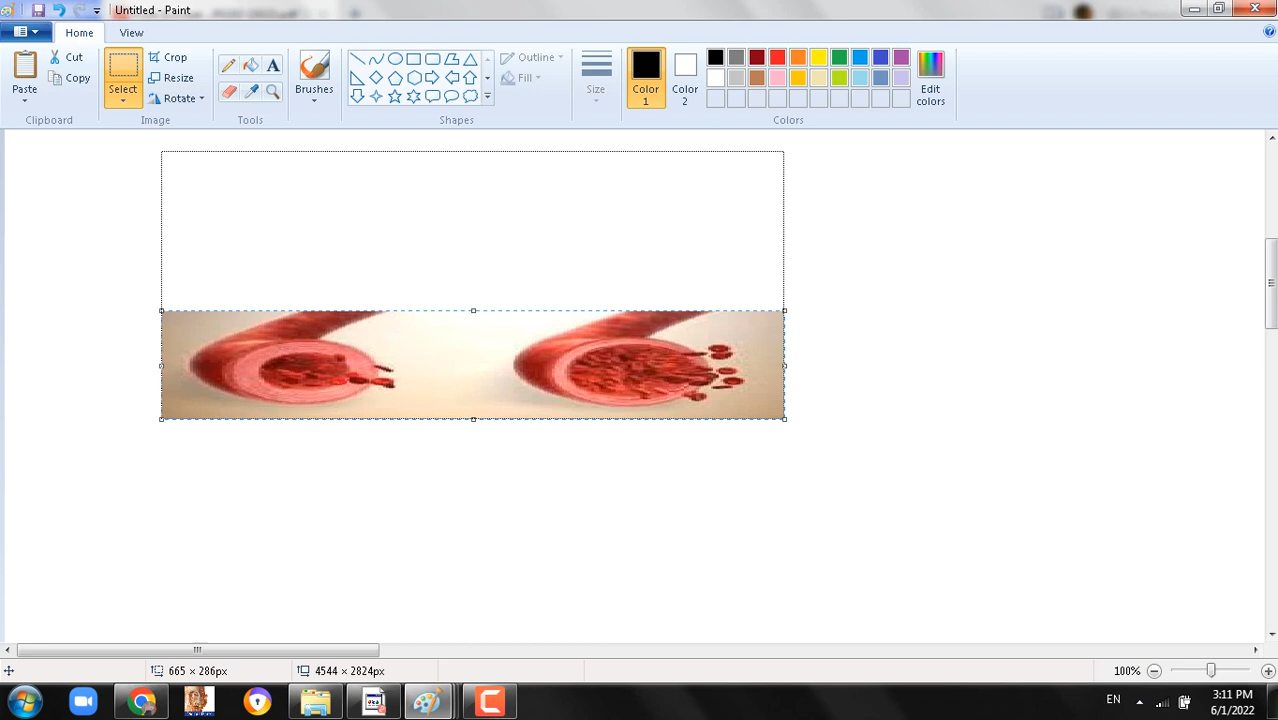 Untitled - Paint
Home
View
Paste
Cut
Copy
Clipboard
Select
Crop
Resize
Rotate
Image
A
Tools
Brushes
Outline
Fill
Shapes
Size
Color
1
Color
2
Edit
colors
Colors
665 × 286px
4544 × 2824px
100%
EN
3:11 PM
6/1/2022